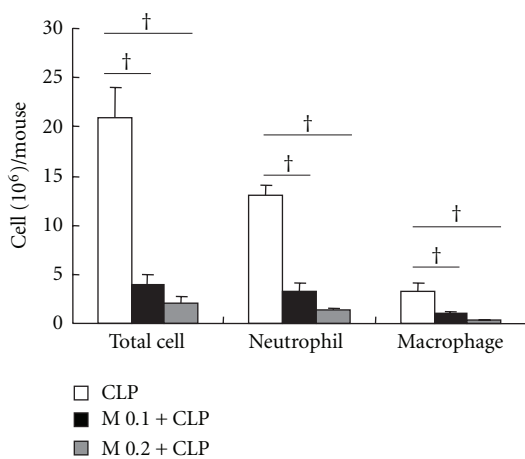 30
25
20
15
10
5
0
Cell (10⁶)/mouse
†
†
†
†
†
†
Total cell Neutrophil Macrophage
CLP
M 0.1 + CLP
M 0.2 + CLP